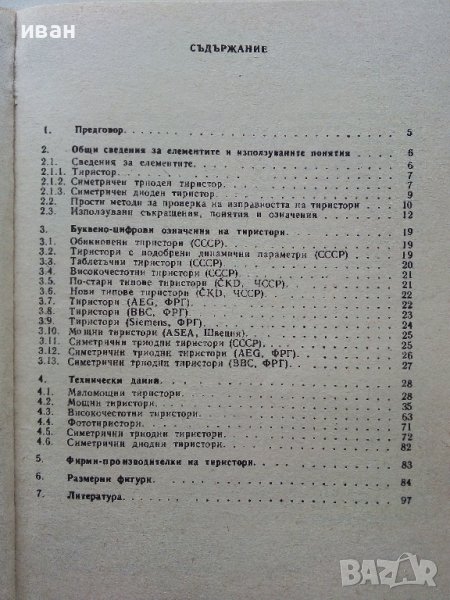 иван
СЪДЪРЖАНИЕ
1. Предговор. 5
2. Общи сведения за елементите и използуваните понятия 6
2.1. Сведения за елементите. 6
2.1.1. Тиристор. 7
2.1.2. Симетричен триоден тиристор. 7
2.1.3. Симетричен диоден тиристор. 9
2.2. Прости методи за проверка на изправността на тиристори 10
2.3. Използувани съкращения, понятия и означения 12
3. Буквено-цифрови означения на тиристори. 19
3.1. Обикновени тиристори (СССР). 19
3.2. Тиристори с подобрени динамични параметри (СССР) 19
3.3. Таблетъчни тиристори (СССР) 20
3.4. Високочестотни тиристори (СССР) 21
3.5. По-стари типове тиристори (ČKD, ЧССР). 21
3.6. Нови типове тиристори (ČKD, ЧССР). 22
3.7. Тиристори (AEG, ФРГ). 22
3.8. Тиристори (BBC, ФРГ). 23
3.9. Тиристори (Siemens, ФРГ). 24
3.10. Мощни тиристори (ASEA, Швеция) 25
3.11. Симетрични триодни тиристори (СССР) 25
3.12. Симетрични триодни тиристори (AEG, ФРГ) 26
3.13. Симетрични триодни тиристори (BBC, ФРГ). 27
4. Технически данни. 28
4.1. Маломощни тиристори. 28
4.2. Мощни тиристори. 35
4.3. Високочестотни тиристори. 63
4.4. Фототиристори. 71
4.5. Симетрични триодни тиристори. 72
4.6. Симетрични диодни тиристори. 82
5. Фирми-производителки на тиристори. 83
6. Размерни фигури. 84
7. Литература. 97
BAZAR